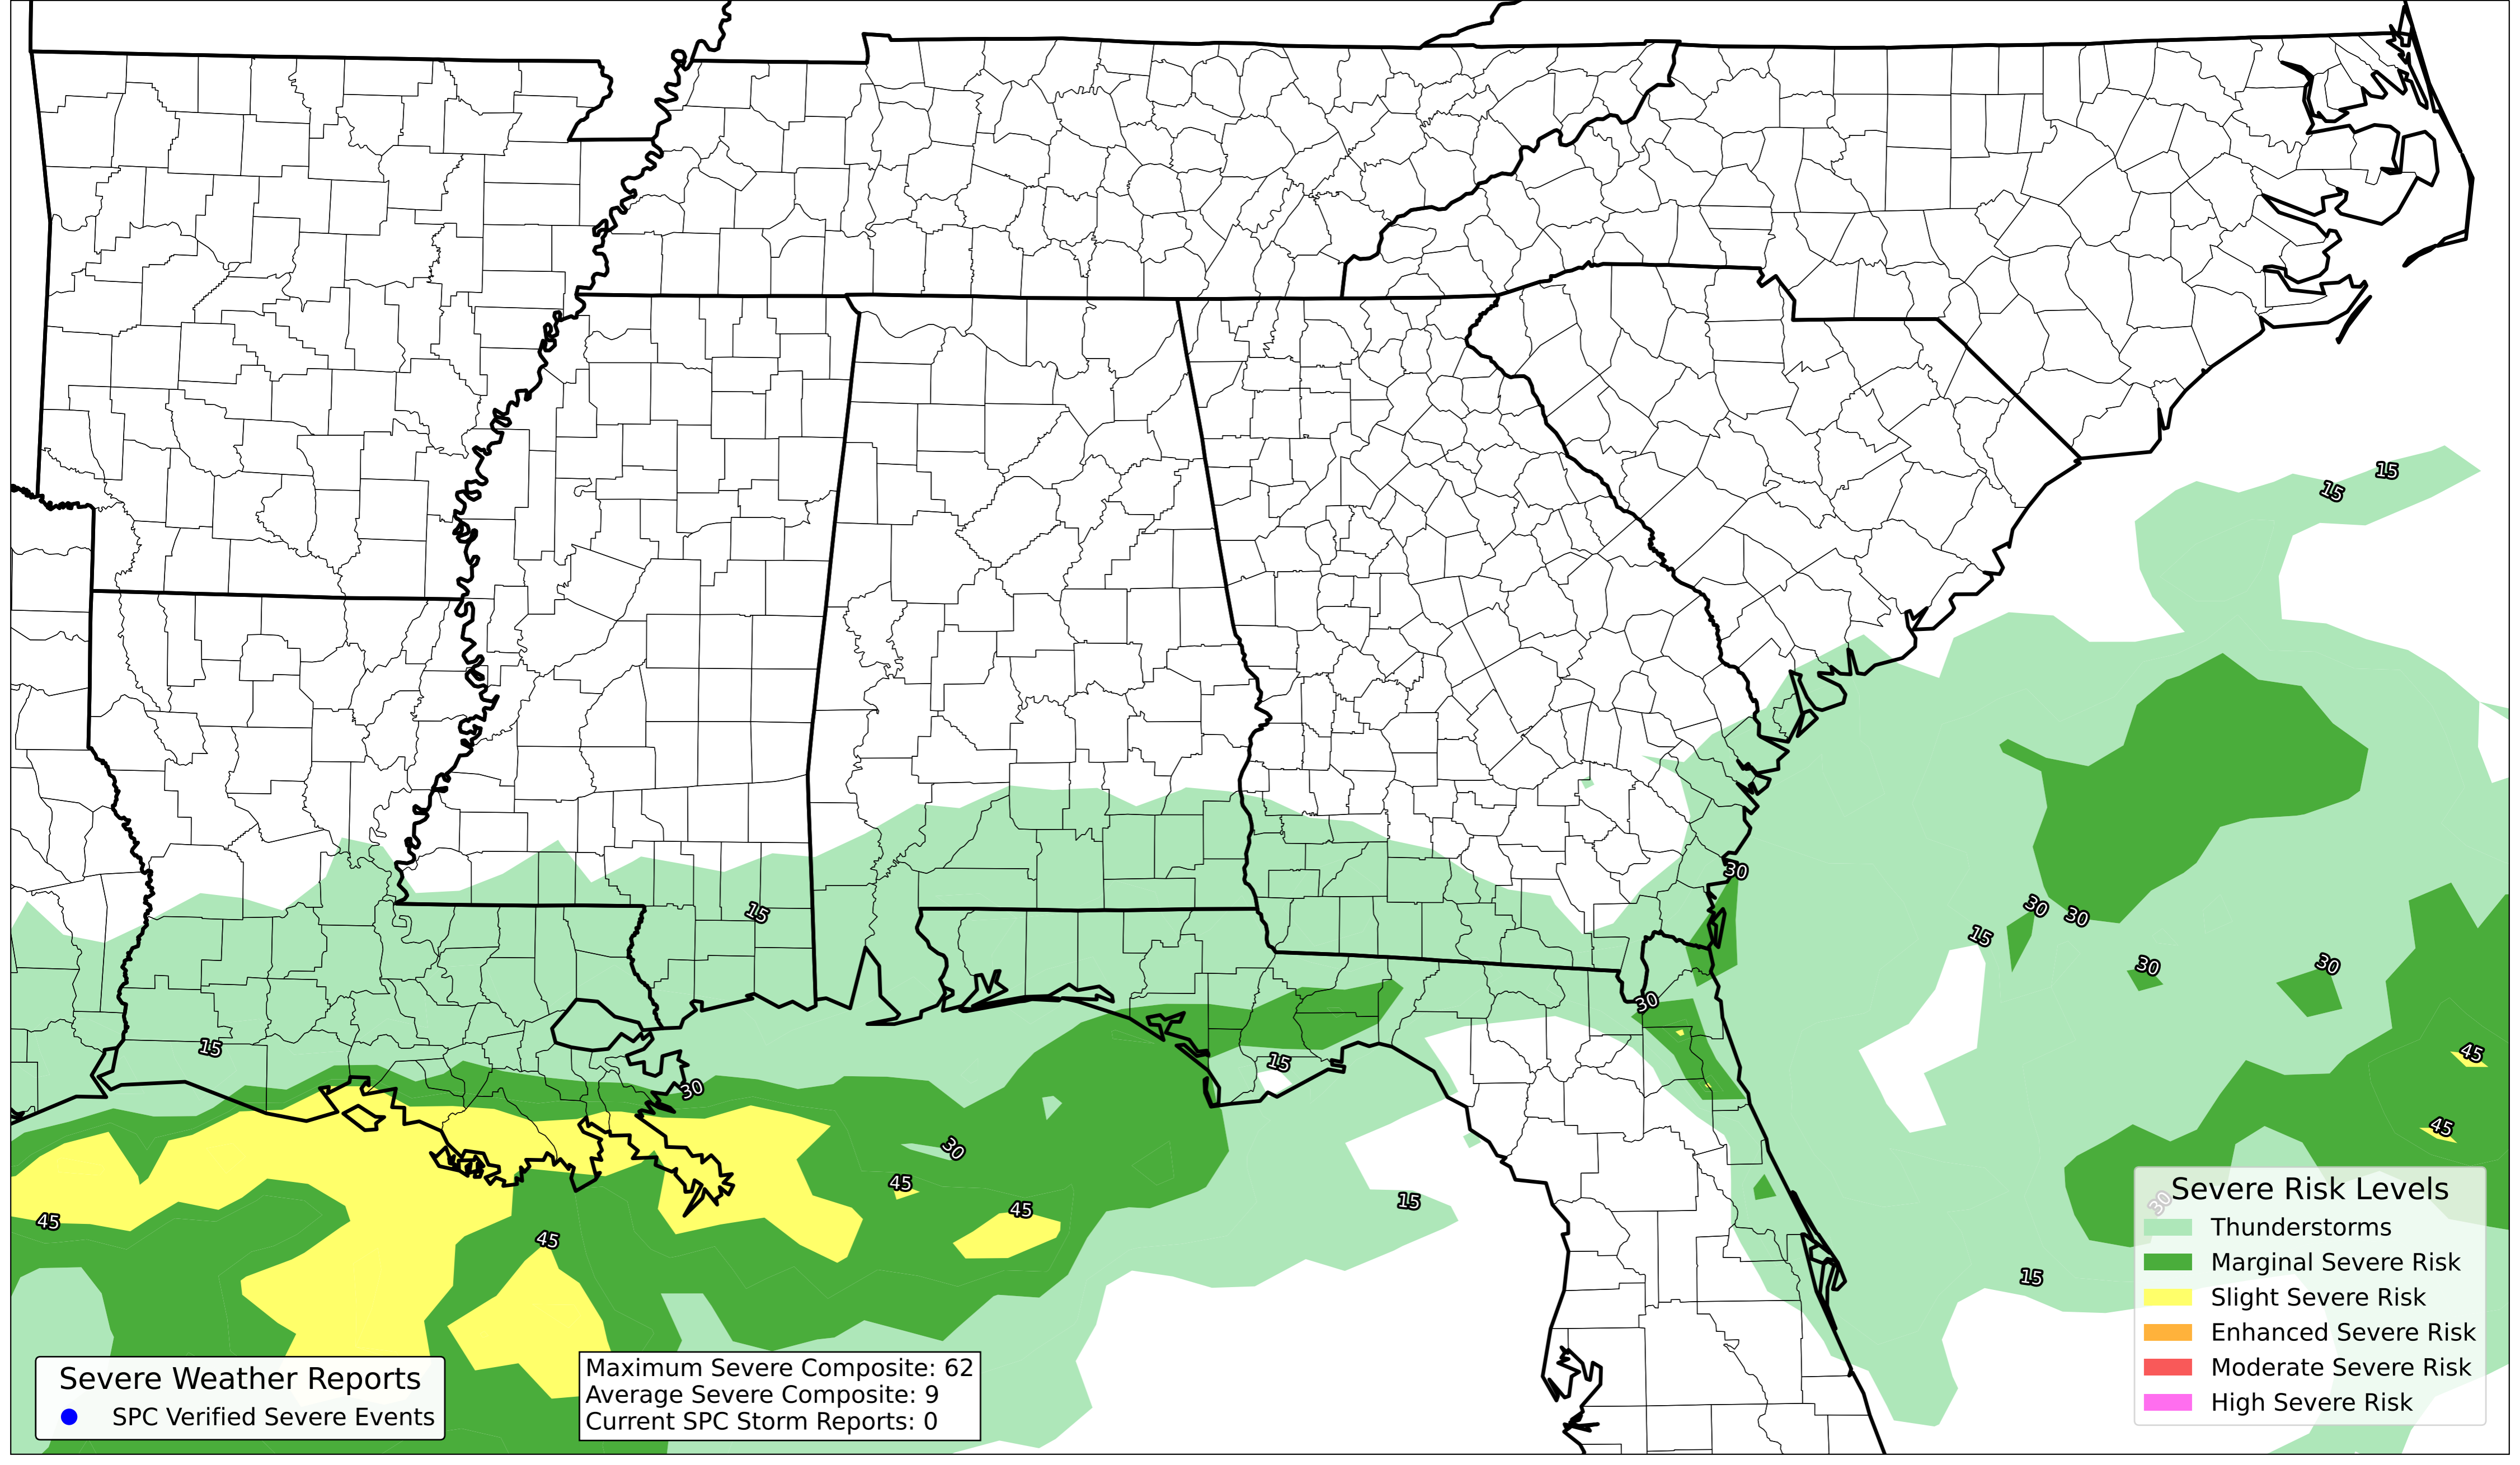 15
15
30
15
30
30
15
30
30
30
15
15
45
30
45
30
45
30
15
45
45
45
15
Severe Weather Reports
SPC Verified Severe Events
Maximum Severe Composite: 62
Average Severe Composite: 9
Current SPC Storm Reports: 0
Severe Risk Levels
Thunderstorms
Marginal Severe Risk
Slight Severe Risk
Enhanced Severe Risk
Moderate Severe Risk
High Severe Risk